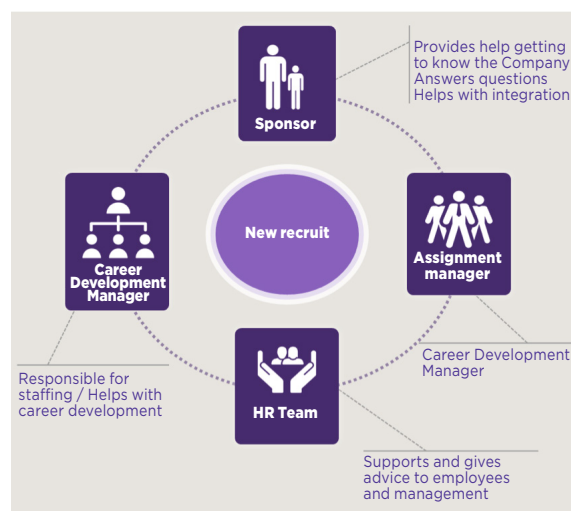 Provides help getting
to know the Company
Answers questions
Helps with integration
Sponsor
New recruit
Career
Development
Manager
Assignment
manager
Career Development
Manager
Responsible for
staffing / Helps with
career development
HR Team
Supports and gives
advice to employees
and management